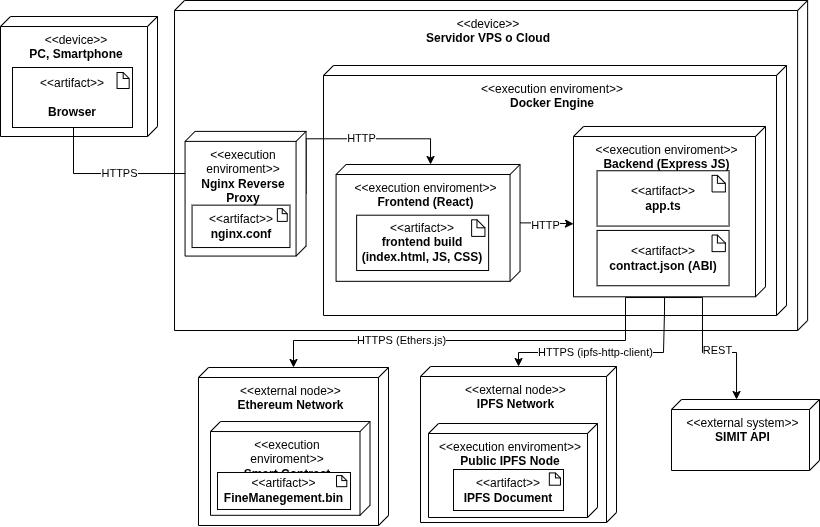 <<device>>
PC, Smartphone
<<artifact>>
Browser
HTTPS
<<device>>
Servidor VPS o Cloud
<<execution
enviroment>>
Nginx Reverse
Proxy
<<artifact>>
nginx.conf
HTTP
<<execution enviroment>>
Docker Engine
<<execution enviroment>>
Frontend (React)
<<artifact>>
frontend build
(index.html, JS, CSS)
HTTP
<<execution enviroment>>
Backend (Express JS)
<<artifact>>
app.ts
<<artifact>>
contract.json (ABI)
HTTPS (Ethers.js)
HTTPS (ipfs-http-client)
REST
<<external node>>
Ethereum Network
<<execution
enviroment>>
Smart Contract
<<artifact>>
FineManegement.bin
<<external node>>
IPFS Network
<<execution enviroment>>
Public IPFS Node
<<artifact>>
IPFS Document
<<external system>>
SIMIT API